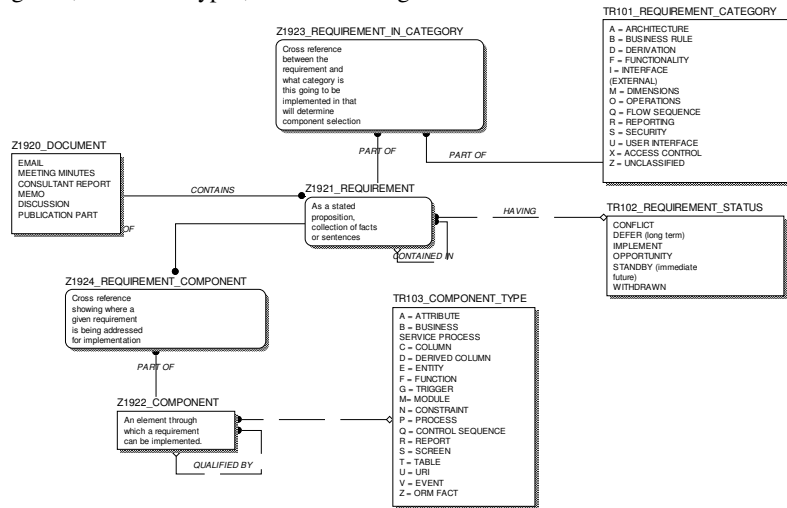 Z1923_REQUIREMENT_IN_CATEGORY
Cross reference
between the
requirement and
what category is
this going to be
implemented in that
will determine
component selection
TR101_REQUIREMENT_CATEGORY
A = ARCHITECTURE
B = BUSINESS RULE
D = DERIVATION
F = FUNCTIONALITY
I = INTERFACE
(EXTERNAL)
M = DIMENSIONS
O = OPERATIONS
Q = FLOW SEQUENCE
R = REPORTING
S = SECURITY
U = USER INTERFACE
X = ACCESS CONTROL
Z = UNCLASSIFIED
PART OF
PART OF
Z1920_DOCUMENT
EMAIL
MEETING MINUTES
CONSULTANT REPORT
MEMO
DISCUSSION
PUBLICATION PART
OF
CONTAINS
Z1921_REQUIREMENT
As a stated
proposition,
collection of facts
or sentences
HAVING
CONTAINED IN
TR102_REQUIREMENT_STATUS
CONFLICT
DEFER (long term)
IMPLEMENT
OPPORTUNITY
STANDBY (immediate
future)
WITHDRAWN
Z1924_REQUIREMENT_COMPONENT
Cross reference
showing where a
given requirement
is being addressed
for implementation
PART OF
Z1922_COMPONENT
An element through
which a requirement
can be implemented.
QUALIFIED BY
TR103_COMPONENT_TYPE
A = ATTRIBUTE
B = BUSINESS
SERVICE PROCESS
C = COLUMN
D = DERIVED COLUMN
E = ENTITY
F = FUNCTION
G = TRIGGER
M= MODULE
N = CONSTRAINT
P = PROCESS
Q = CONTROL SEQUENCE
R = REPORT
S = SCREEN
T = TABLE
U = URI
V = EVENT
Z = ORM FACT